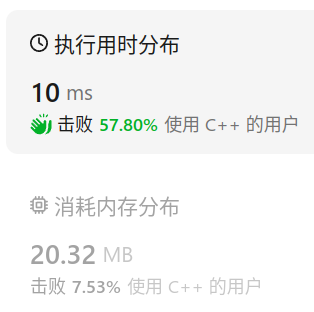 执行用时分布
10 ms
击败 57.80% 使用 C++ 的用户
消耗内存分布
20.32 MB
击败 7.53% 使用 C++ 的用户